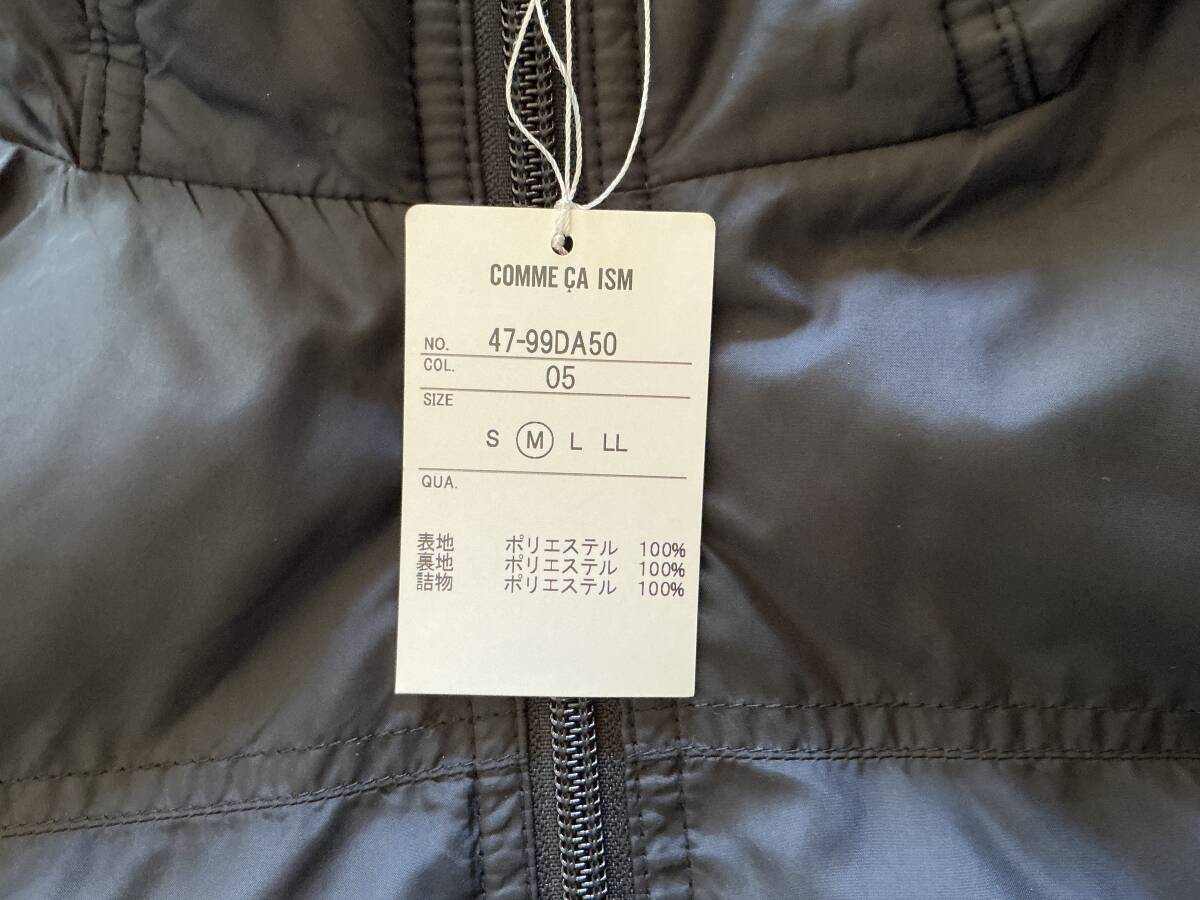 COMME ÇA ISM
NO. 47-99DA50
COL. 05
SIZE
S M L LL
QUA.
表地 ポリエステル 100%
裏地 ポリエステル 100%
詰物 ポリエステル 100%